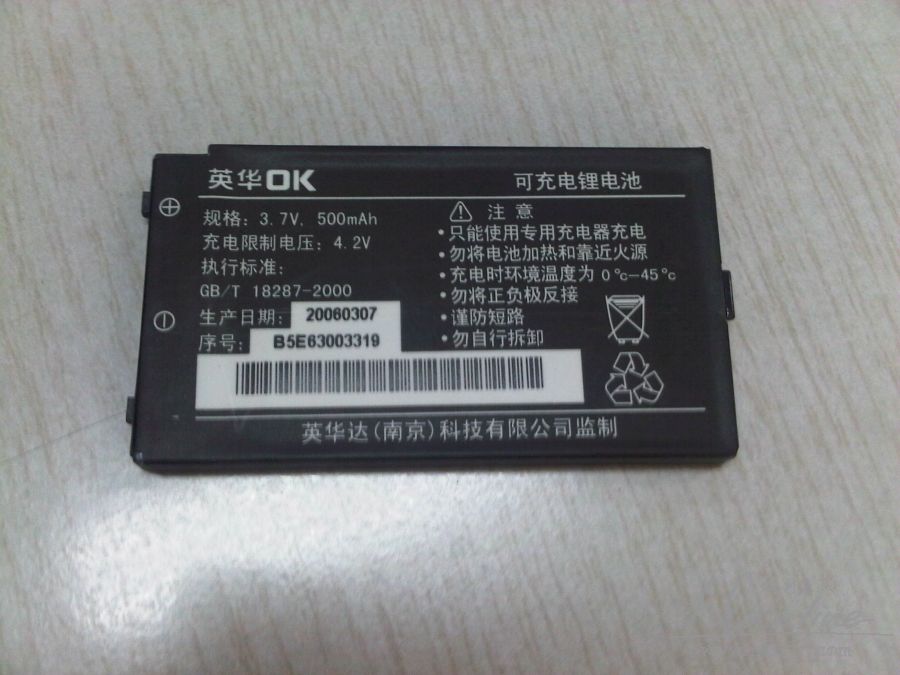 英华OK
可充电锂电池
规格: 3.7V, 500mAh
充电限制电压: 4.2V
执行标准:
GB/T 18287-2000
生产日期: 20060307
序号: B5E63003319
注意
•只能使用专用充电器充电
•勿将电池加热和靠近火源
•充电时环境温度为 0℃-45℃
•勿将正负极反接
•谨防短路
•勿自行拆卸
英华达(南京)科技有限公司监制